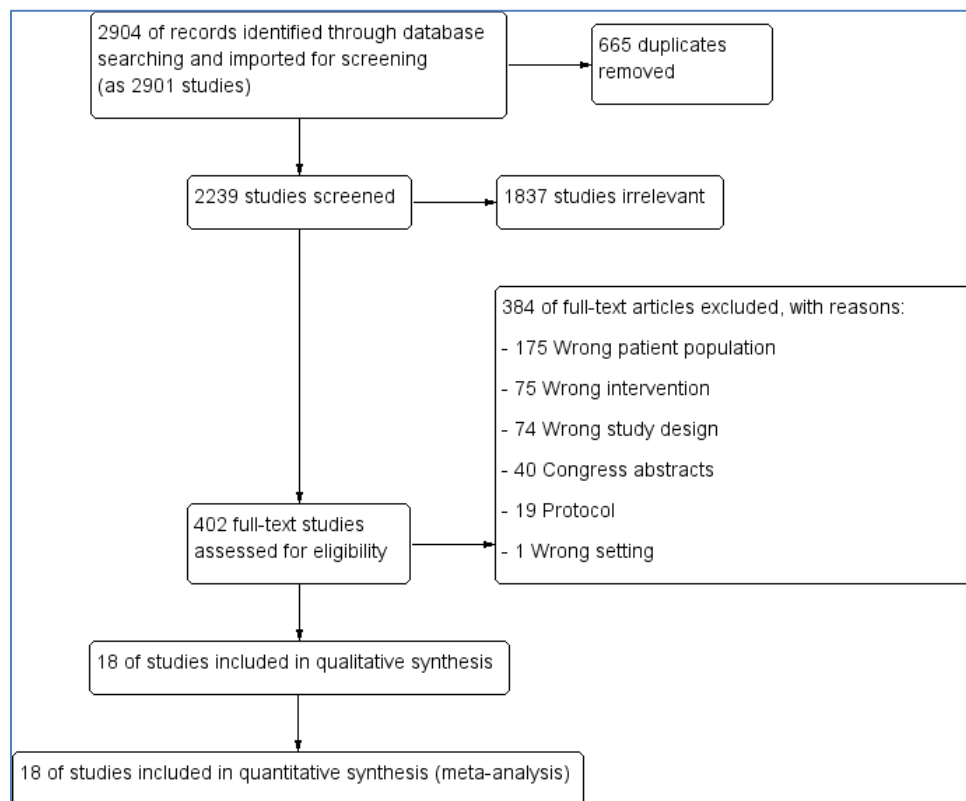 2904 of records identified through database
searching and imported for screening
(as 2901 studies)
665 duplicates
removed
2239 studies screened
1837 studies irrelevant
384 of full-text articles excluded, with reasons:
- 175 Wrong patient population
- 75 Wrong intervention
- 74 Wrong study design
- 40 Congress abstracts
- 19 Protocol
- 1 Wrong setting
402 full-text studies
assessed for eligibility
18 of studies included in qualitative synthesis
18 of studies included in quantitative synthesis (meta-analysis)